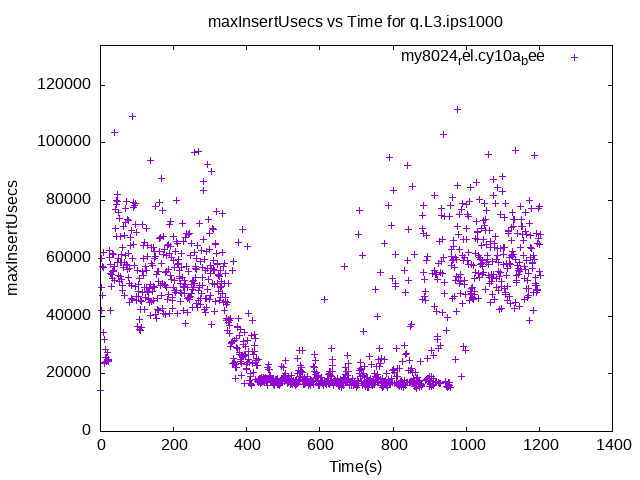 maxInsertUsecs vs Time for q.L3.ips1000
my8024rel.cy10abee
120000
100000
80000
60000
40000
20000
0
maxInsertUsecs
0 200 400 600 800 1000 1200 1400
Time(s)